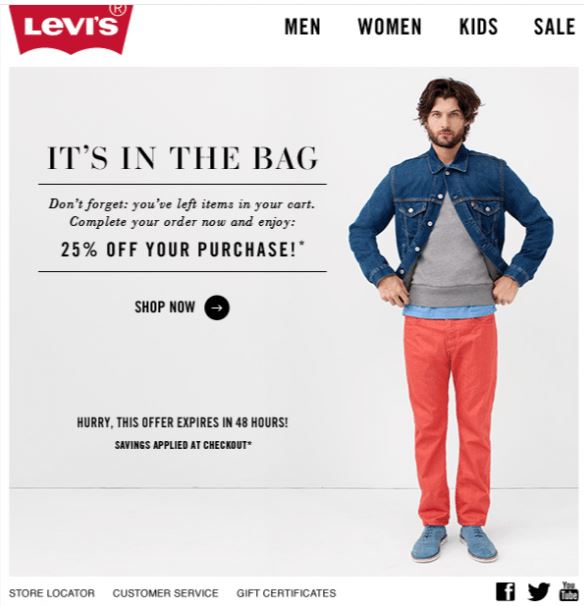 LEVI'S®
MEN WOMEN KIDS SALE
IT'S IN THE BAG
Don't forget: you've left items in your cart.
Complete your order now and enjoy:
25% OFF YOUR PURCHASE!*
SHOP NOW
HURRY, THIS OFFER EXPIRES IN 48 HOURS!
SAVINGS APPLIED AT CHECKOUT*
STORE LOCATOR CUSTOMER SERVICE GIFT CERTIFICATES
You
Tube